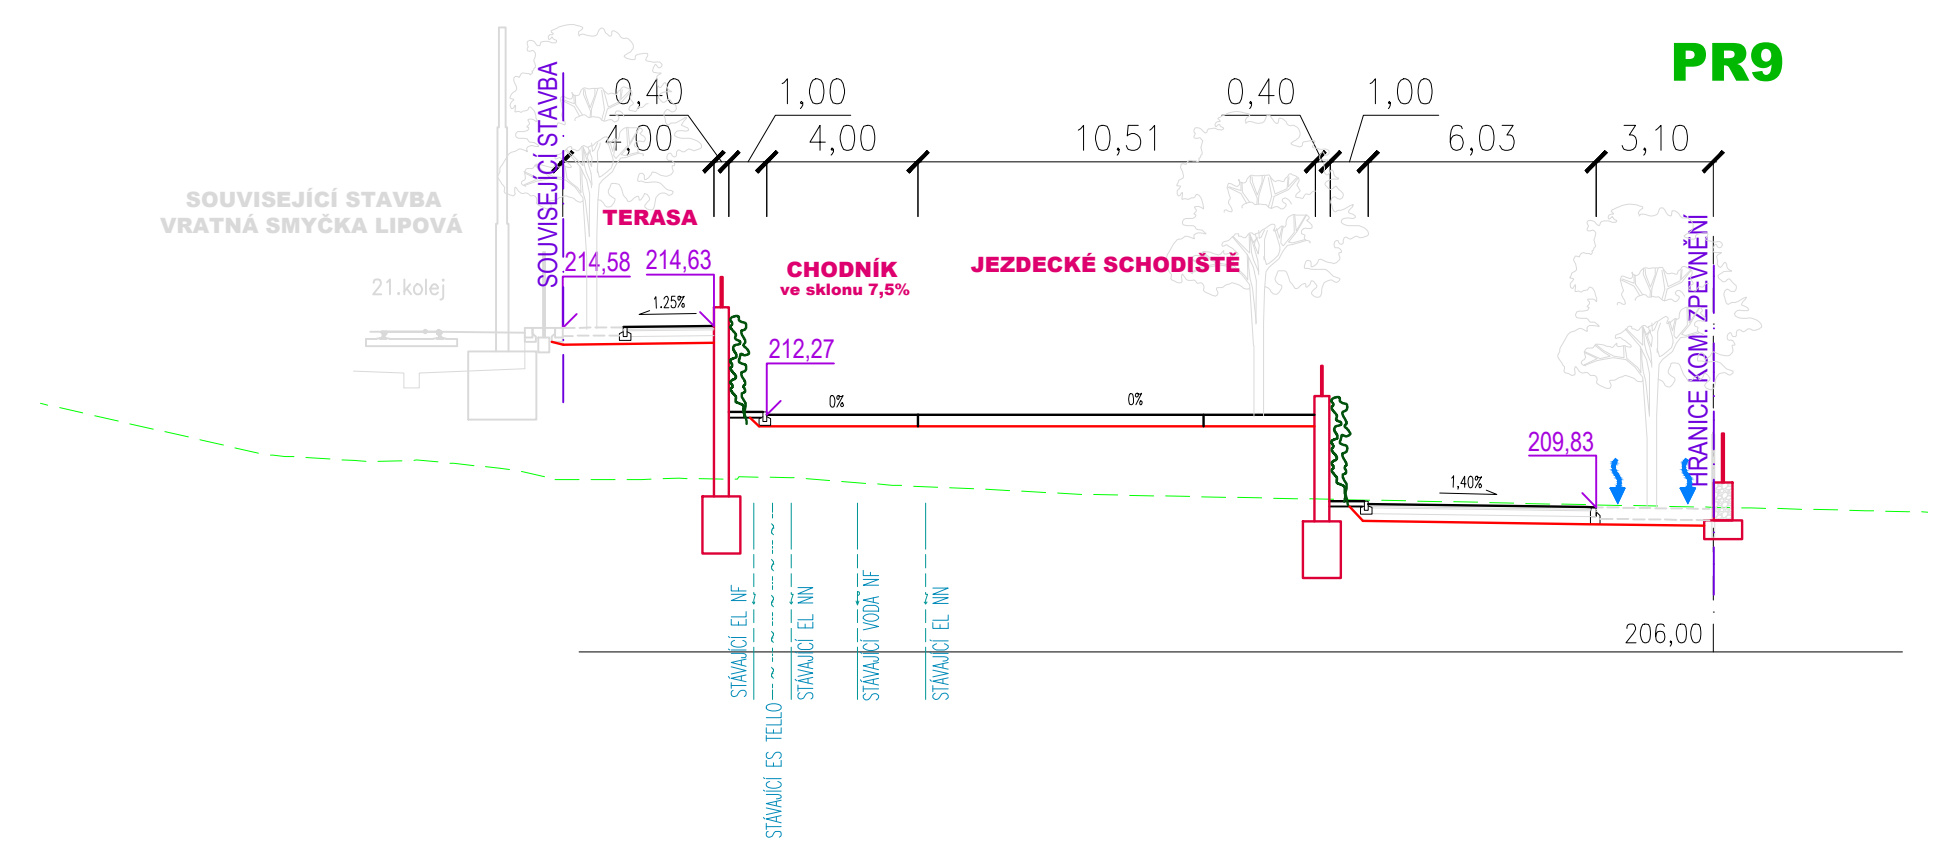 PR9
0,40
1,00
0,40
1,00
4,00
4,00
10,51
6,03
3,10
SOUVISEJÍCÍ STAVBA
SOUVISEJÍCÍ STAVBA
VRATNÁ SMYČKA LIPOVÁ
TERASA
214,58
214,63
CHODNÍK
ve sklonu 7,5%
JEZDECKÉ SCHODIŠTĚ
HRANICE KOM. ZPEVNĚNÍ
21.kolej
1.25%
212,27
0%
0%
209,83
1,40%
STÁVAJÍCÍ EL NF
STÁVAJÍCÍ ES TELLO
STÁVAJÍCÍ EL NN
STÁVAJÍCÍ VODA NF
STÁVAJÍCÍ EL NN
206,00